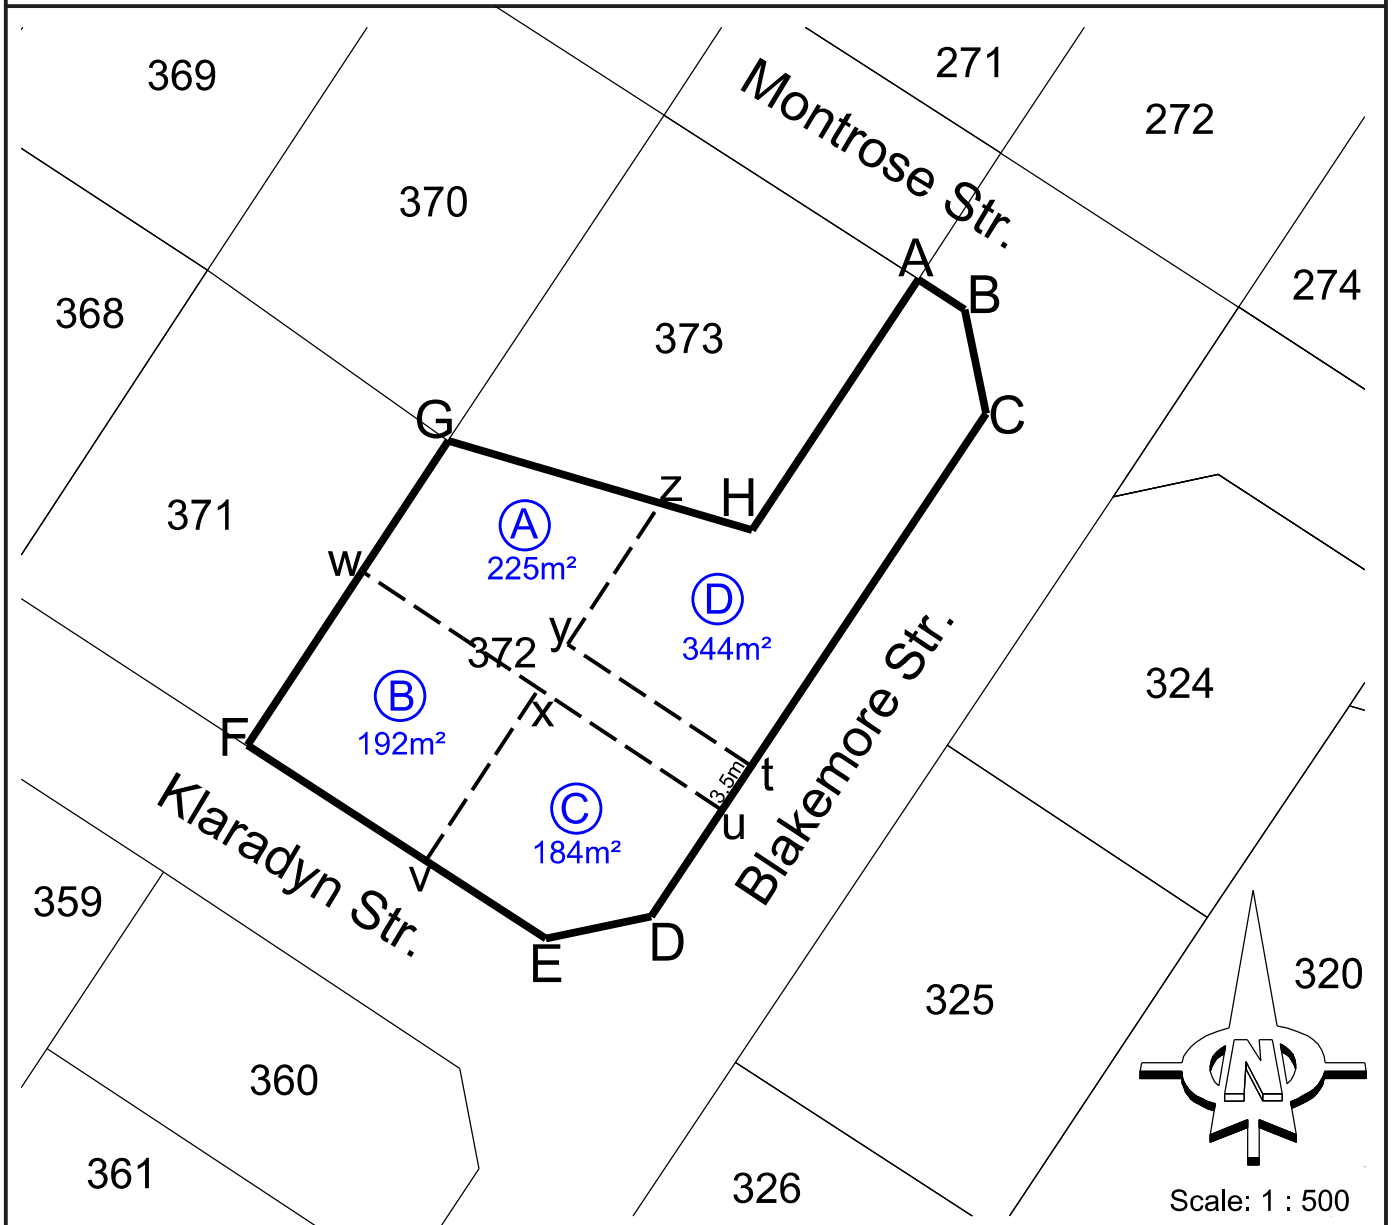 271
369
272
Montrose Str.
370
A
274
B
368
373
C
G
z
H
371
A
w
225m²
D
y
344m²
372
B
x
324
F
192m²
t
3.5m
Blakemore Str.
C
u
184m²
Klaradyn Str.
v
359
D
E
320
325
N
360
361
326
Scale: 1 : 500